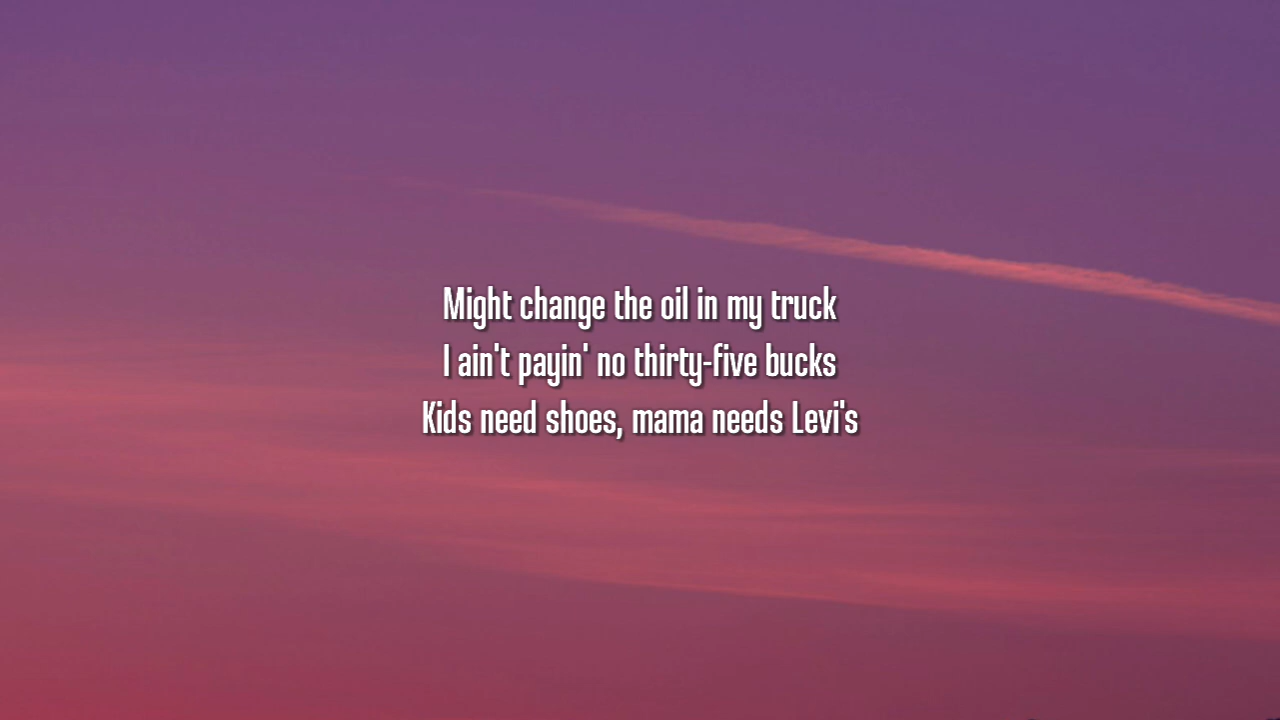 Might change the oil in my truck
I ain't payin' no thirty-five bucks
Kids need shoes, mama needs Levi's